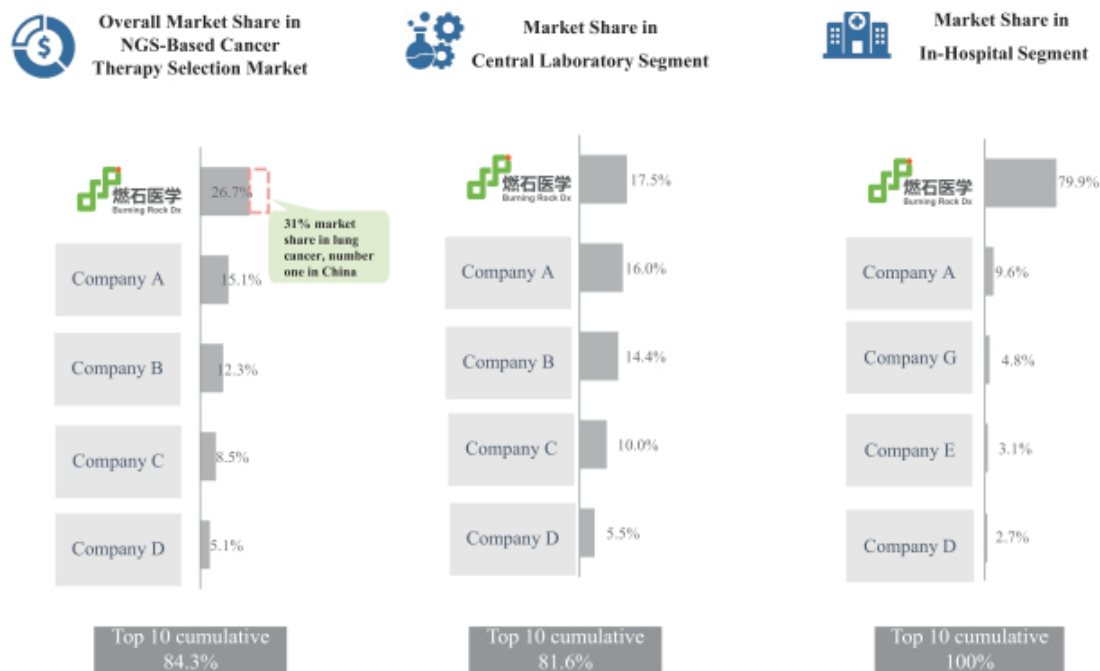 Overall Market Share in
NGS-Based Cancer
Therapy Selection Market
燃石医学
Burning Rock Dx
26.7%
31% market
share in lung
cancer, number
one in China
Company A
15.1%
Company B
12.3%
Company C
8.5%
Company D
5.1%
Top 10 cumulative
84.3%
Market Share in
Central Laboratory Segment
燃石医学
Burning Rock Dx
17.5%
Company A
16.0%
Company B
14.4%
Company C
10.0%
Company D
5.5%
Top 10 cumulative
81.6%
Market Share in
In-Hospital Segment
燃石医学
Burning Rock Dx
79.9%
Company A
9.6%
Company G
4.8%
Company E
3.1%
Company D
2.7%
Top 10 cumulative
100%